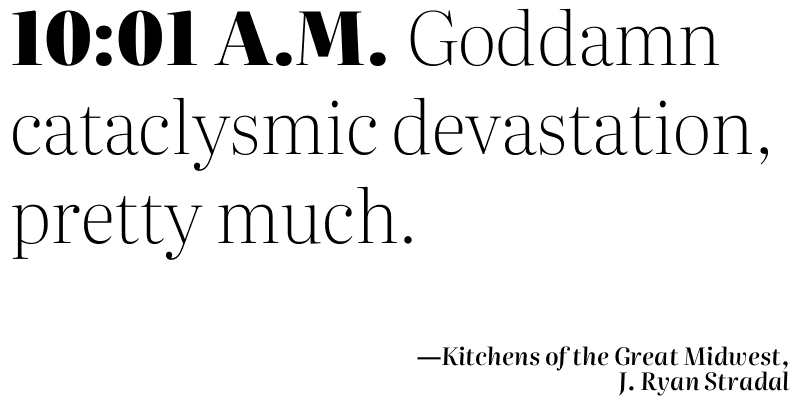 10:01 A.M. Goddamn
cataclysmic devastation,
pretty much.
—Kitchens of the Great Midwest,
J. Ryan Stradal